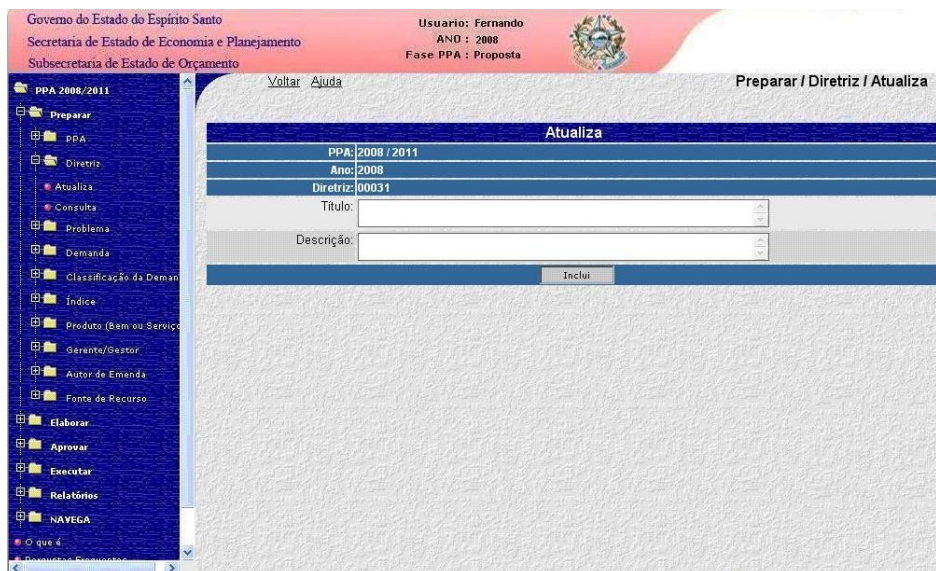 Governo do Estado do Espírito Santo
Secretaria de Estado de Economia e Planejamento
Subsecretaria de Estado de Orçamento
Usuario: Fernando
ANO: 2008
Fase PPA : Proposta
PPA 2008/2011
Preparar
PPA
Diretriz
Atualiza
Consulta
Problema
Demanda
Classificação da Deman
Índice
Produto (Bem ou Serviço
Gerente/Gestor
Autor de Emenda
Fonte de Recurso
Elaborar
Aprovar
Executar
Relatórios
NAVEGA
O que é
Perguntas Frequentes
Voltar Ajuda
Preparar / Diretriz / Atualiza
Atualiza
PPA: 2008 / 2011
Ano: 2008
Diretriz: 00031
Título:
Descrição:
Inclui